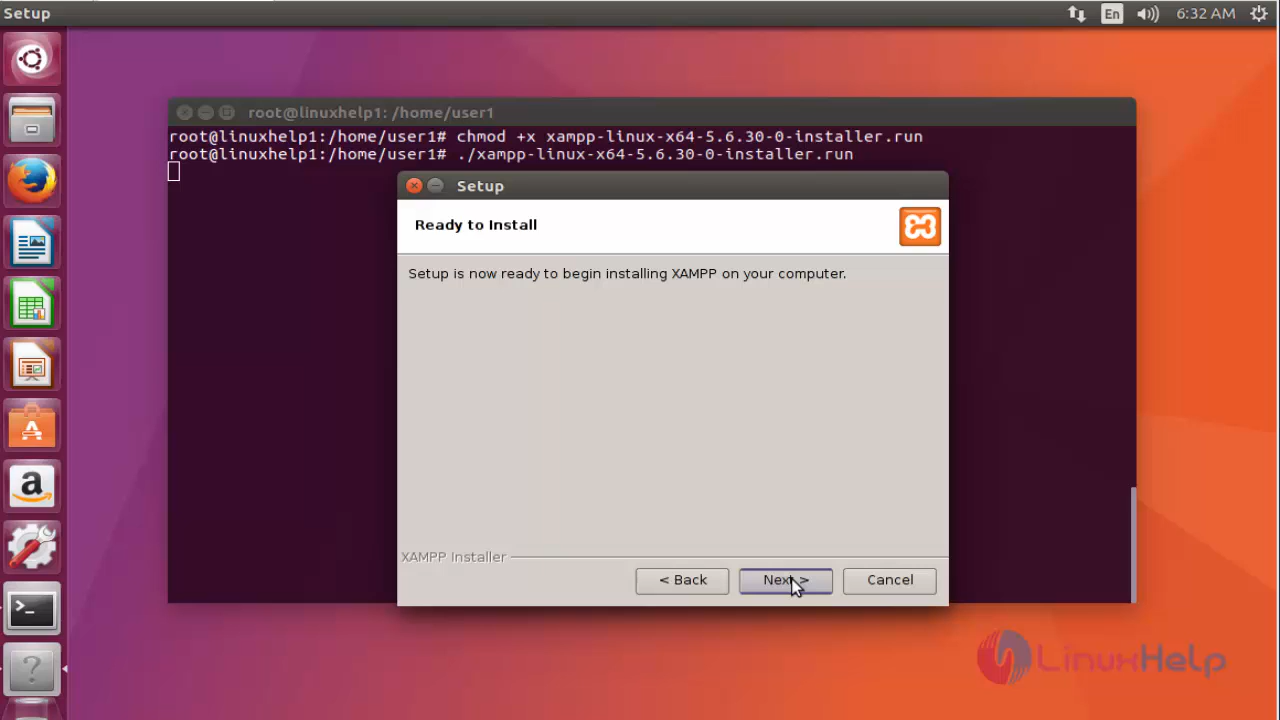 Setup
En
6:32 AM
root@linuxhelp1: /home/user1
root@linuxhelp1:/home/user1# chmod +x xampp-linux-x64-5.6.30-0-installer.run
root@linuxhelp1:/home/user1# ./xampp-linux-x64-5.6.30-0-installer.run
Setup
Ready to Install
Setup is now ready to begin installing XAMPP on your computer.
XAMPP Installer
< Back
Next >
Cancel
LinuxHelp